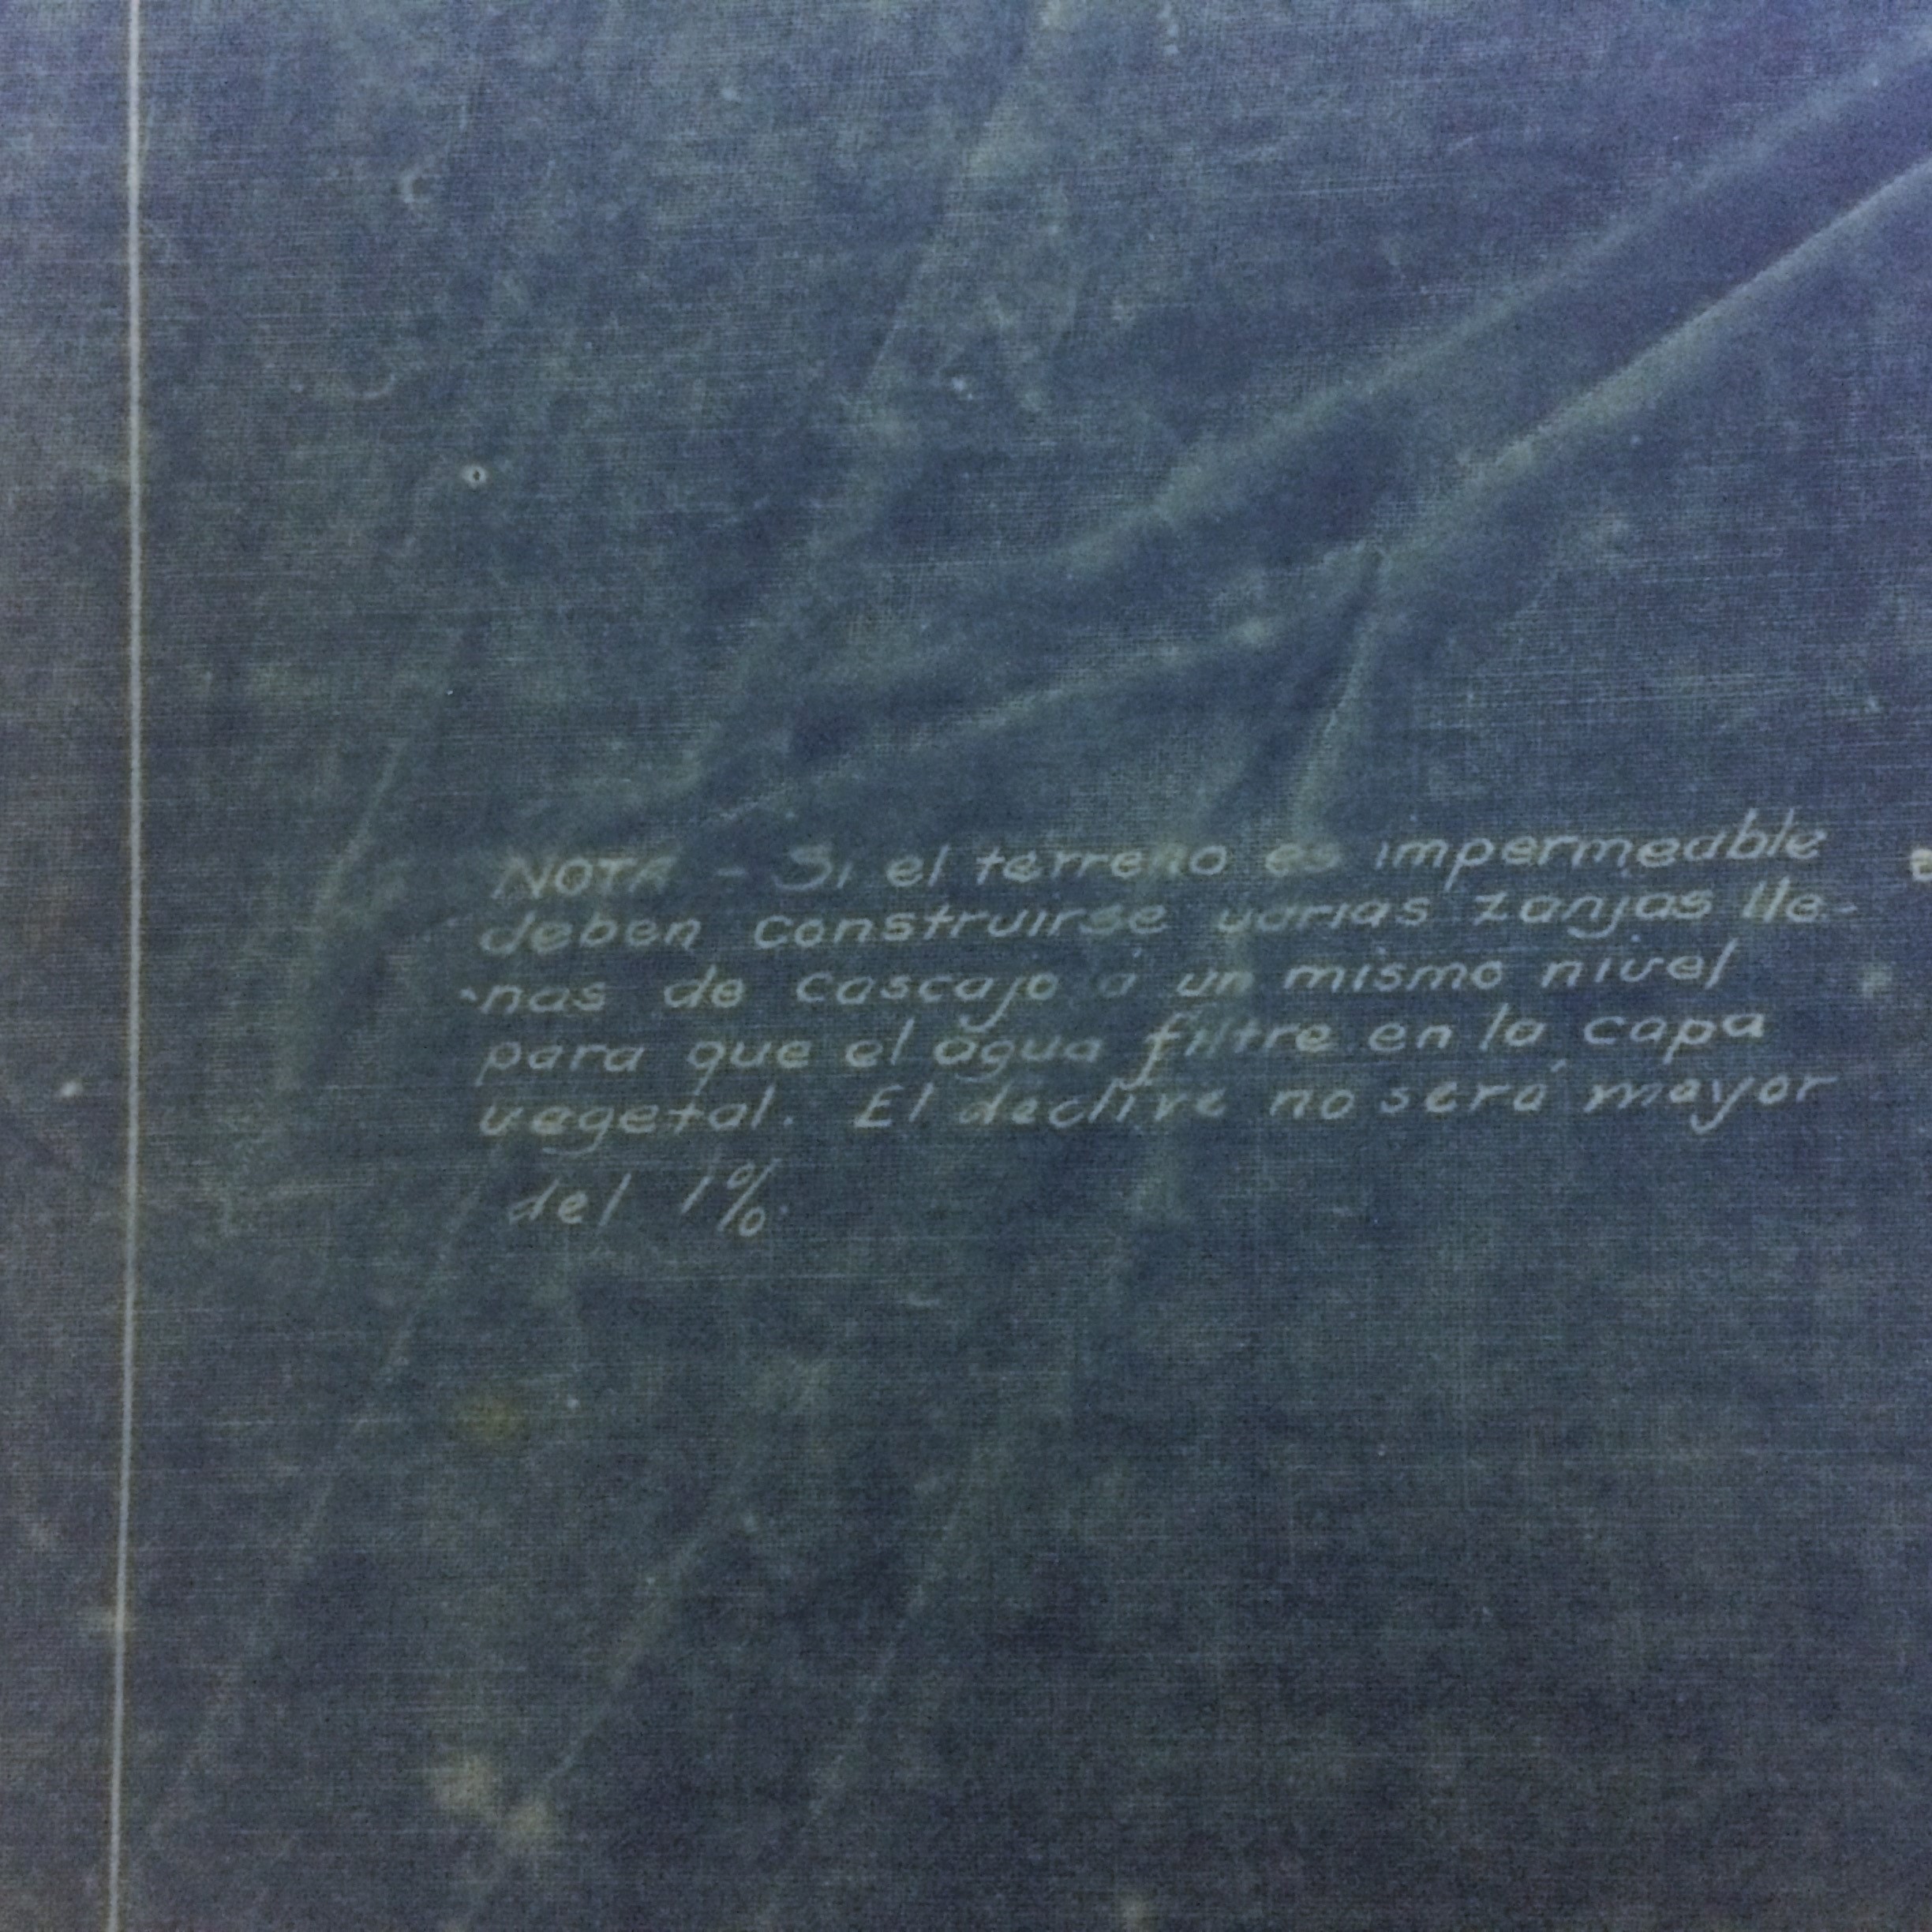 NOTA - Si el terreno es impermeable
deben construirse varias zanjas lle-
nas de cascajo a un mismo nivel
para que el agua filtre en la capa
vegetal. El declive no será mayor
del 1%.